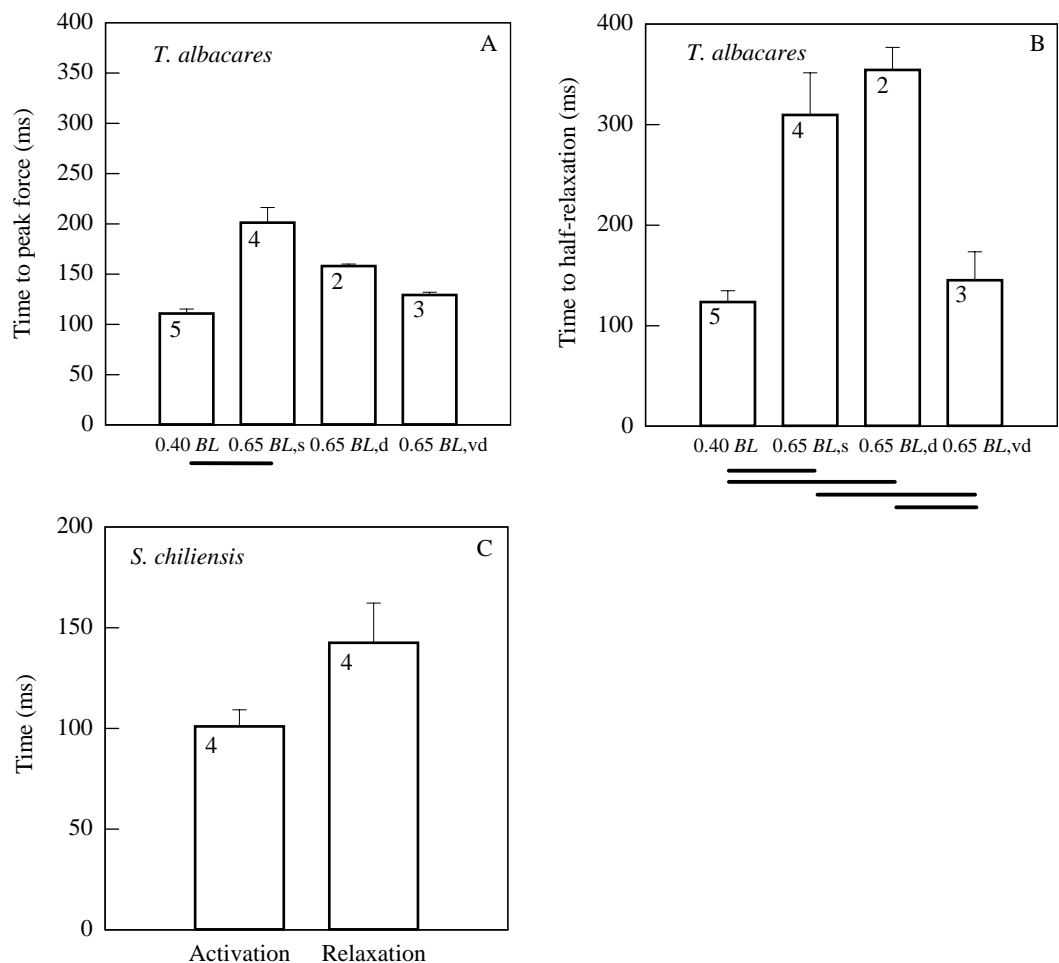 A
T. albacares
Time to peak force (ms)
400
350
300
250
200
150
100
50
0
5
4
2
3
0.40 BL
0.65 BL,s
0.65 BL,d
0.65 BL,vd
B
T. albacares
Time to half-relaxation (ms)
400
300
200
100
0
5
4
2
3
0.40 BL
0.65 BL,s
0.65 BL,d
0.65 BL,vd
C
S. chiliensis
Time (ms)
200
150
100
50
0
4
4
Activation
Relaxation